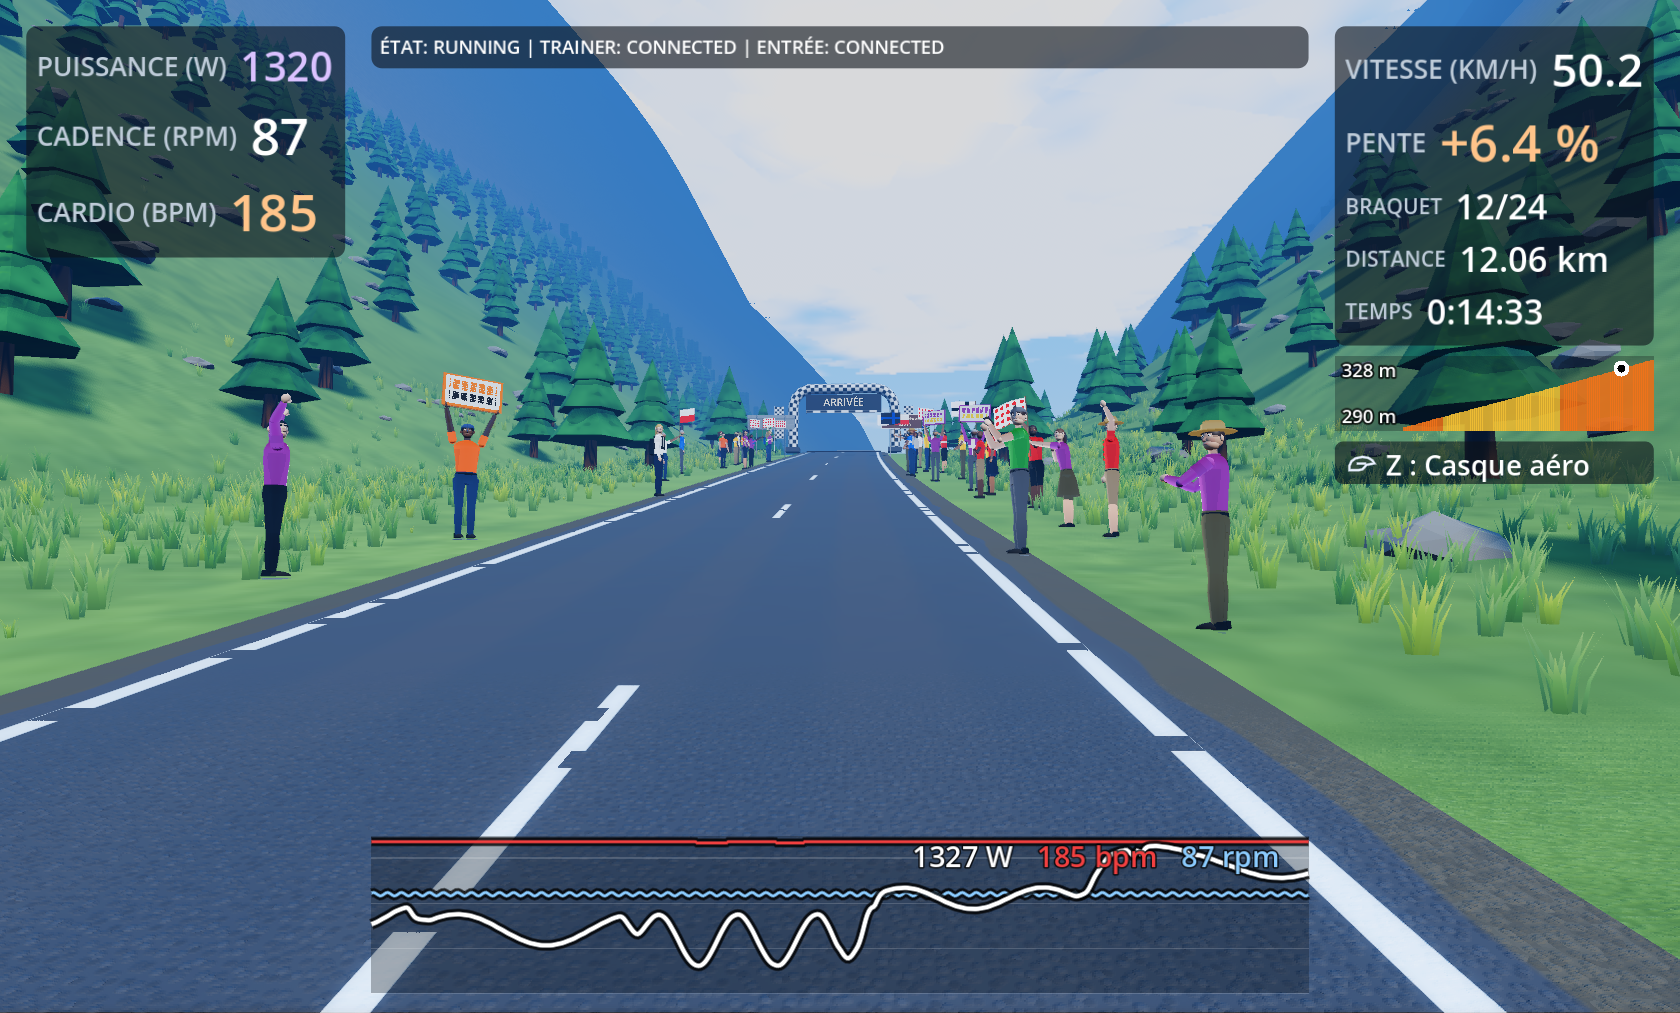 PUISSANCE (W) 1320
CADENCE (RPM) 87
CARDIO (BPM) 185
ÉTAT: RUNNING | TRAINER: CONNECTED | ENTRÉE: CONNECTED
VITESSE (KM/H) 50.2
PENTE +6.4 %
BRAQUET 12/24
DISTANCE 12.06 km
TEMPS 0:14:33
328 m
290 m
Z : Casque aéro
ARRIVÉE
1327 W 185 bpm 87 rpm